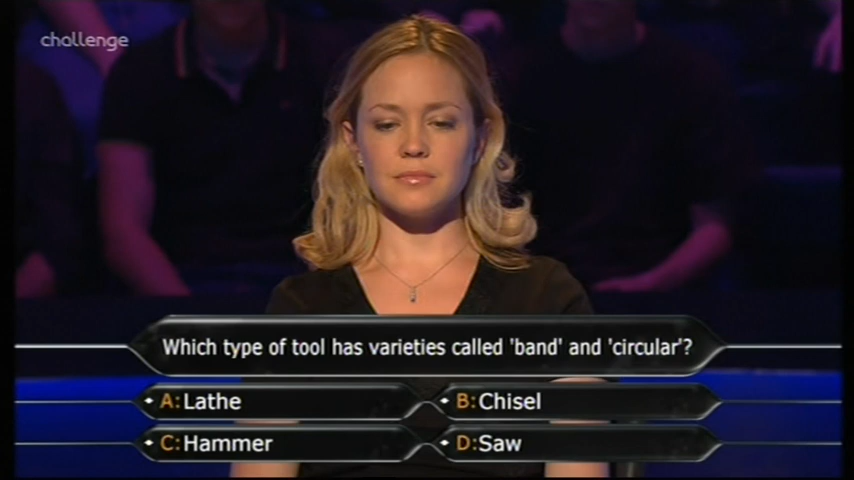 challenge
Which type of tool has varieties called 'band' and 'circular'?
A: Lathe
B: Chisel
C: Hammer
D: Saw